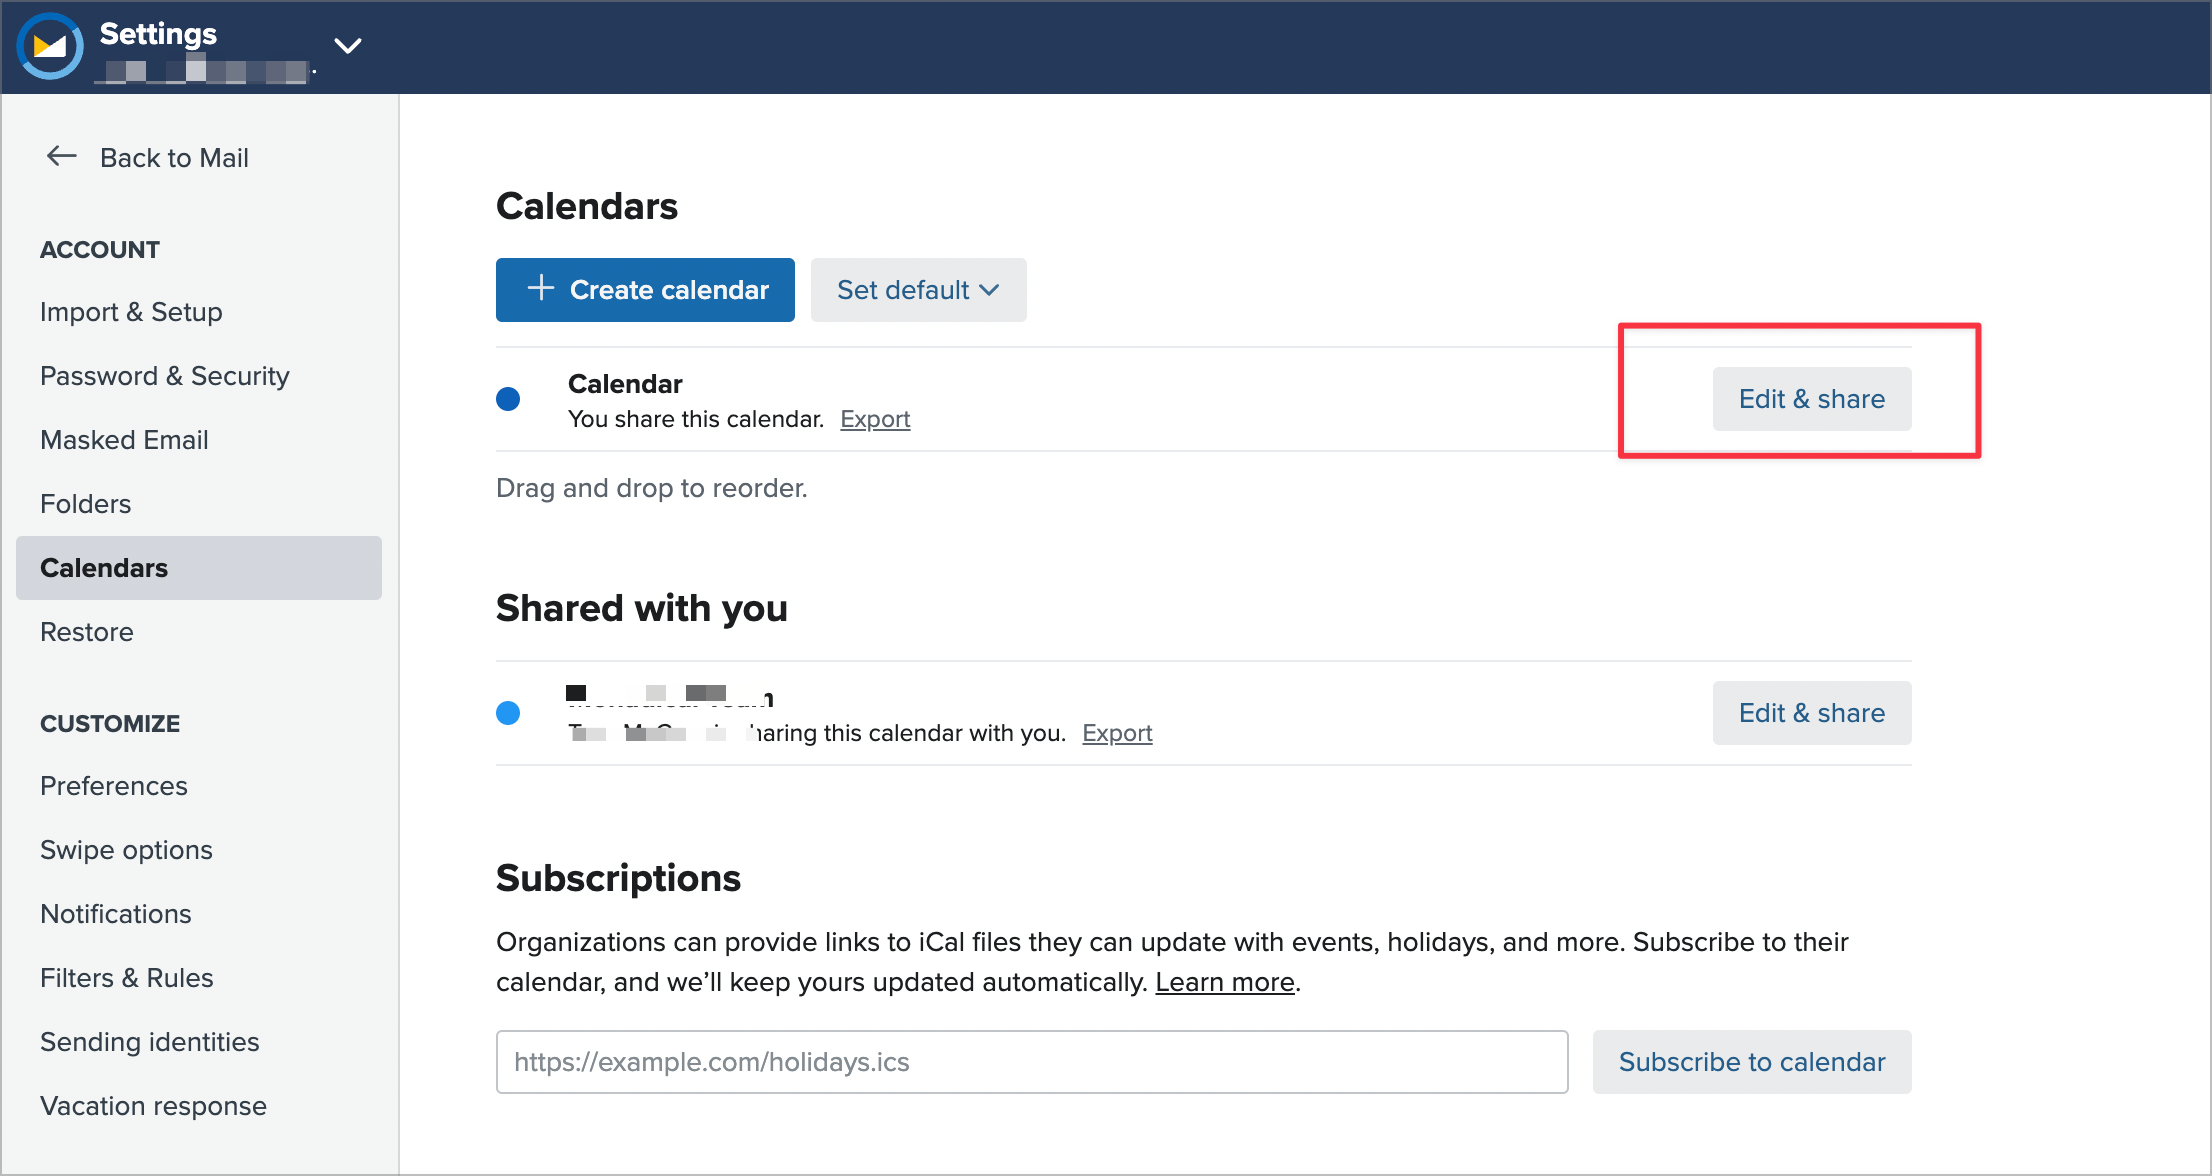 Settings
Back to Mail
ACCOUNT
Import & Setup
Password & Security
Masked Email
Folders
Calendars
Restore
CUSTOMIZE
Preferences
Swipe options
Notifications
Filters & Rules
Sending identities
Vacation response
Calendars
Create calendar
Set default
Calendar
You share this calendar. Export
Edit & share
Drag and drop to reorder.
Shared with you
this calendar with you. Export
Edit & share
Subscriptions
Organizations can provide links to iCal files they can update with events, holidays, and more. Subscribe to their
calendar, and we’ll keep yours updated automatically. Learn more.
https://example.com/holidays.ics
Subscribe to calendar